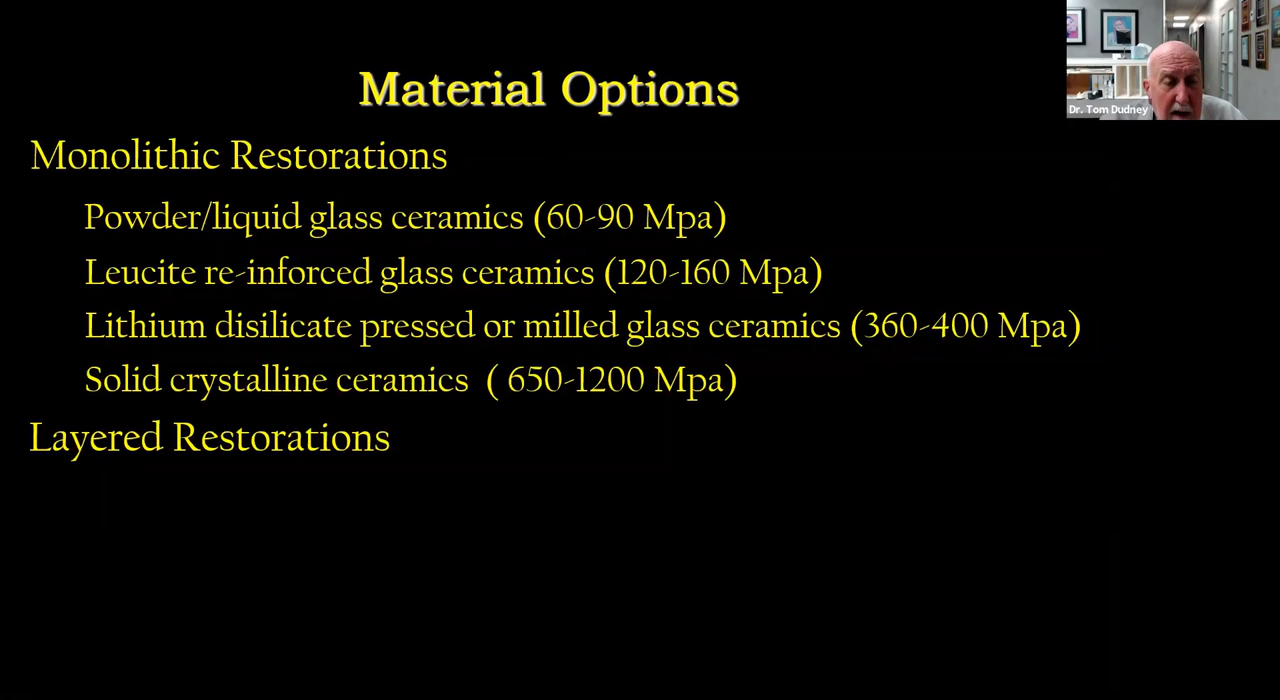 Material Options
Dr. Tom Dudney
Monolithic Restorations
Powder/liquid glass ceramics (60-90 Mpa)
Leucite re-inforced glass ceramics (120-160 Mpa)
Lithium disilicate pressed or milled glass ceramics (360-400 Mpa)
Solid crystalline ceramics ( 650-1200 Mpa)
Layered Restorations